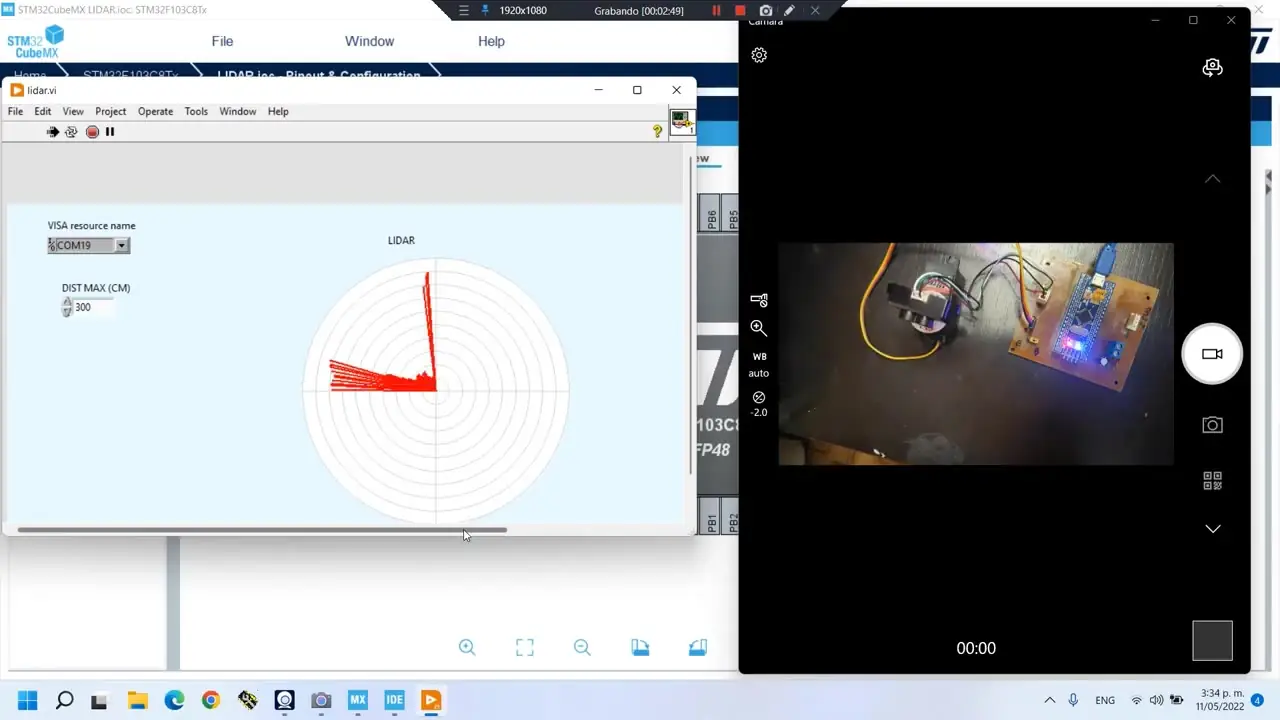 STM32CubeMX LIDAR.ioc: STM32F103C8Tx
1920x1080
Grabando [00:02:49]
STM32
CubeMX
File
Window
Help
Home
STM32F103C8Tx
LIDAR.ioc - Pinout & Configuration
Cámara
lidar.vi
File Edit View Project Operate Tools Window Help
VISA resource name
COM19
DIST MAX (CM)
300
LIDAR
ew
PB6
PB5
103C8
FP48
PB1
PB2
WB
auto
-2.0
00:00
MX
IDE
ENG
3:34 p. m.
11/05/2022
4